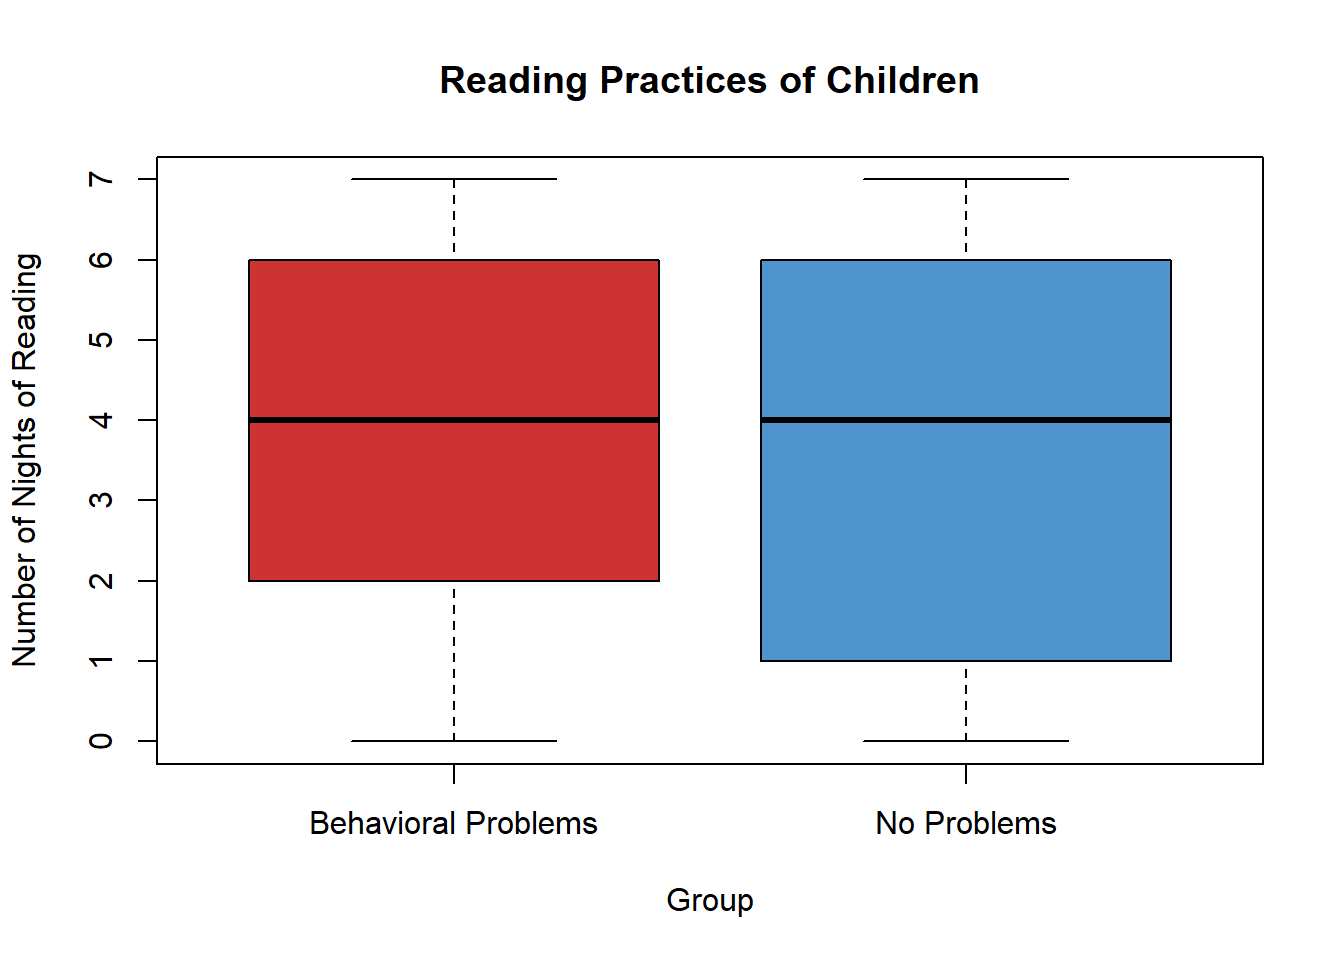 Reading Practices of Children
Number of Nights of Reading
7
6
5
4
3
2
1
0
Behavioral Problems
No Problems
Group